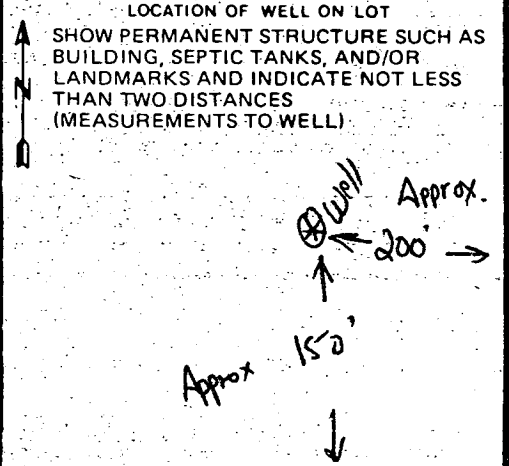 LOCATION OF WELL ON LOT
SHOW PERMANENT STRUCTURE SUCH AS
BUILDING, SEPTIC TANKS, AND/OR
LANDMARKS AND INDICATE NOT LESS
THAN TWO DISTANCES
(MEASUREMENTS TO WELL)
N
Well
Approx.
200'
150'
Approx